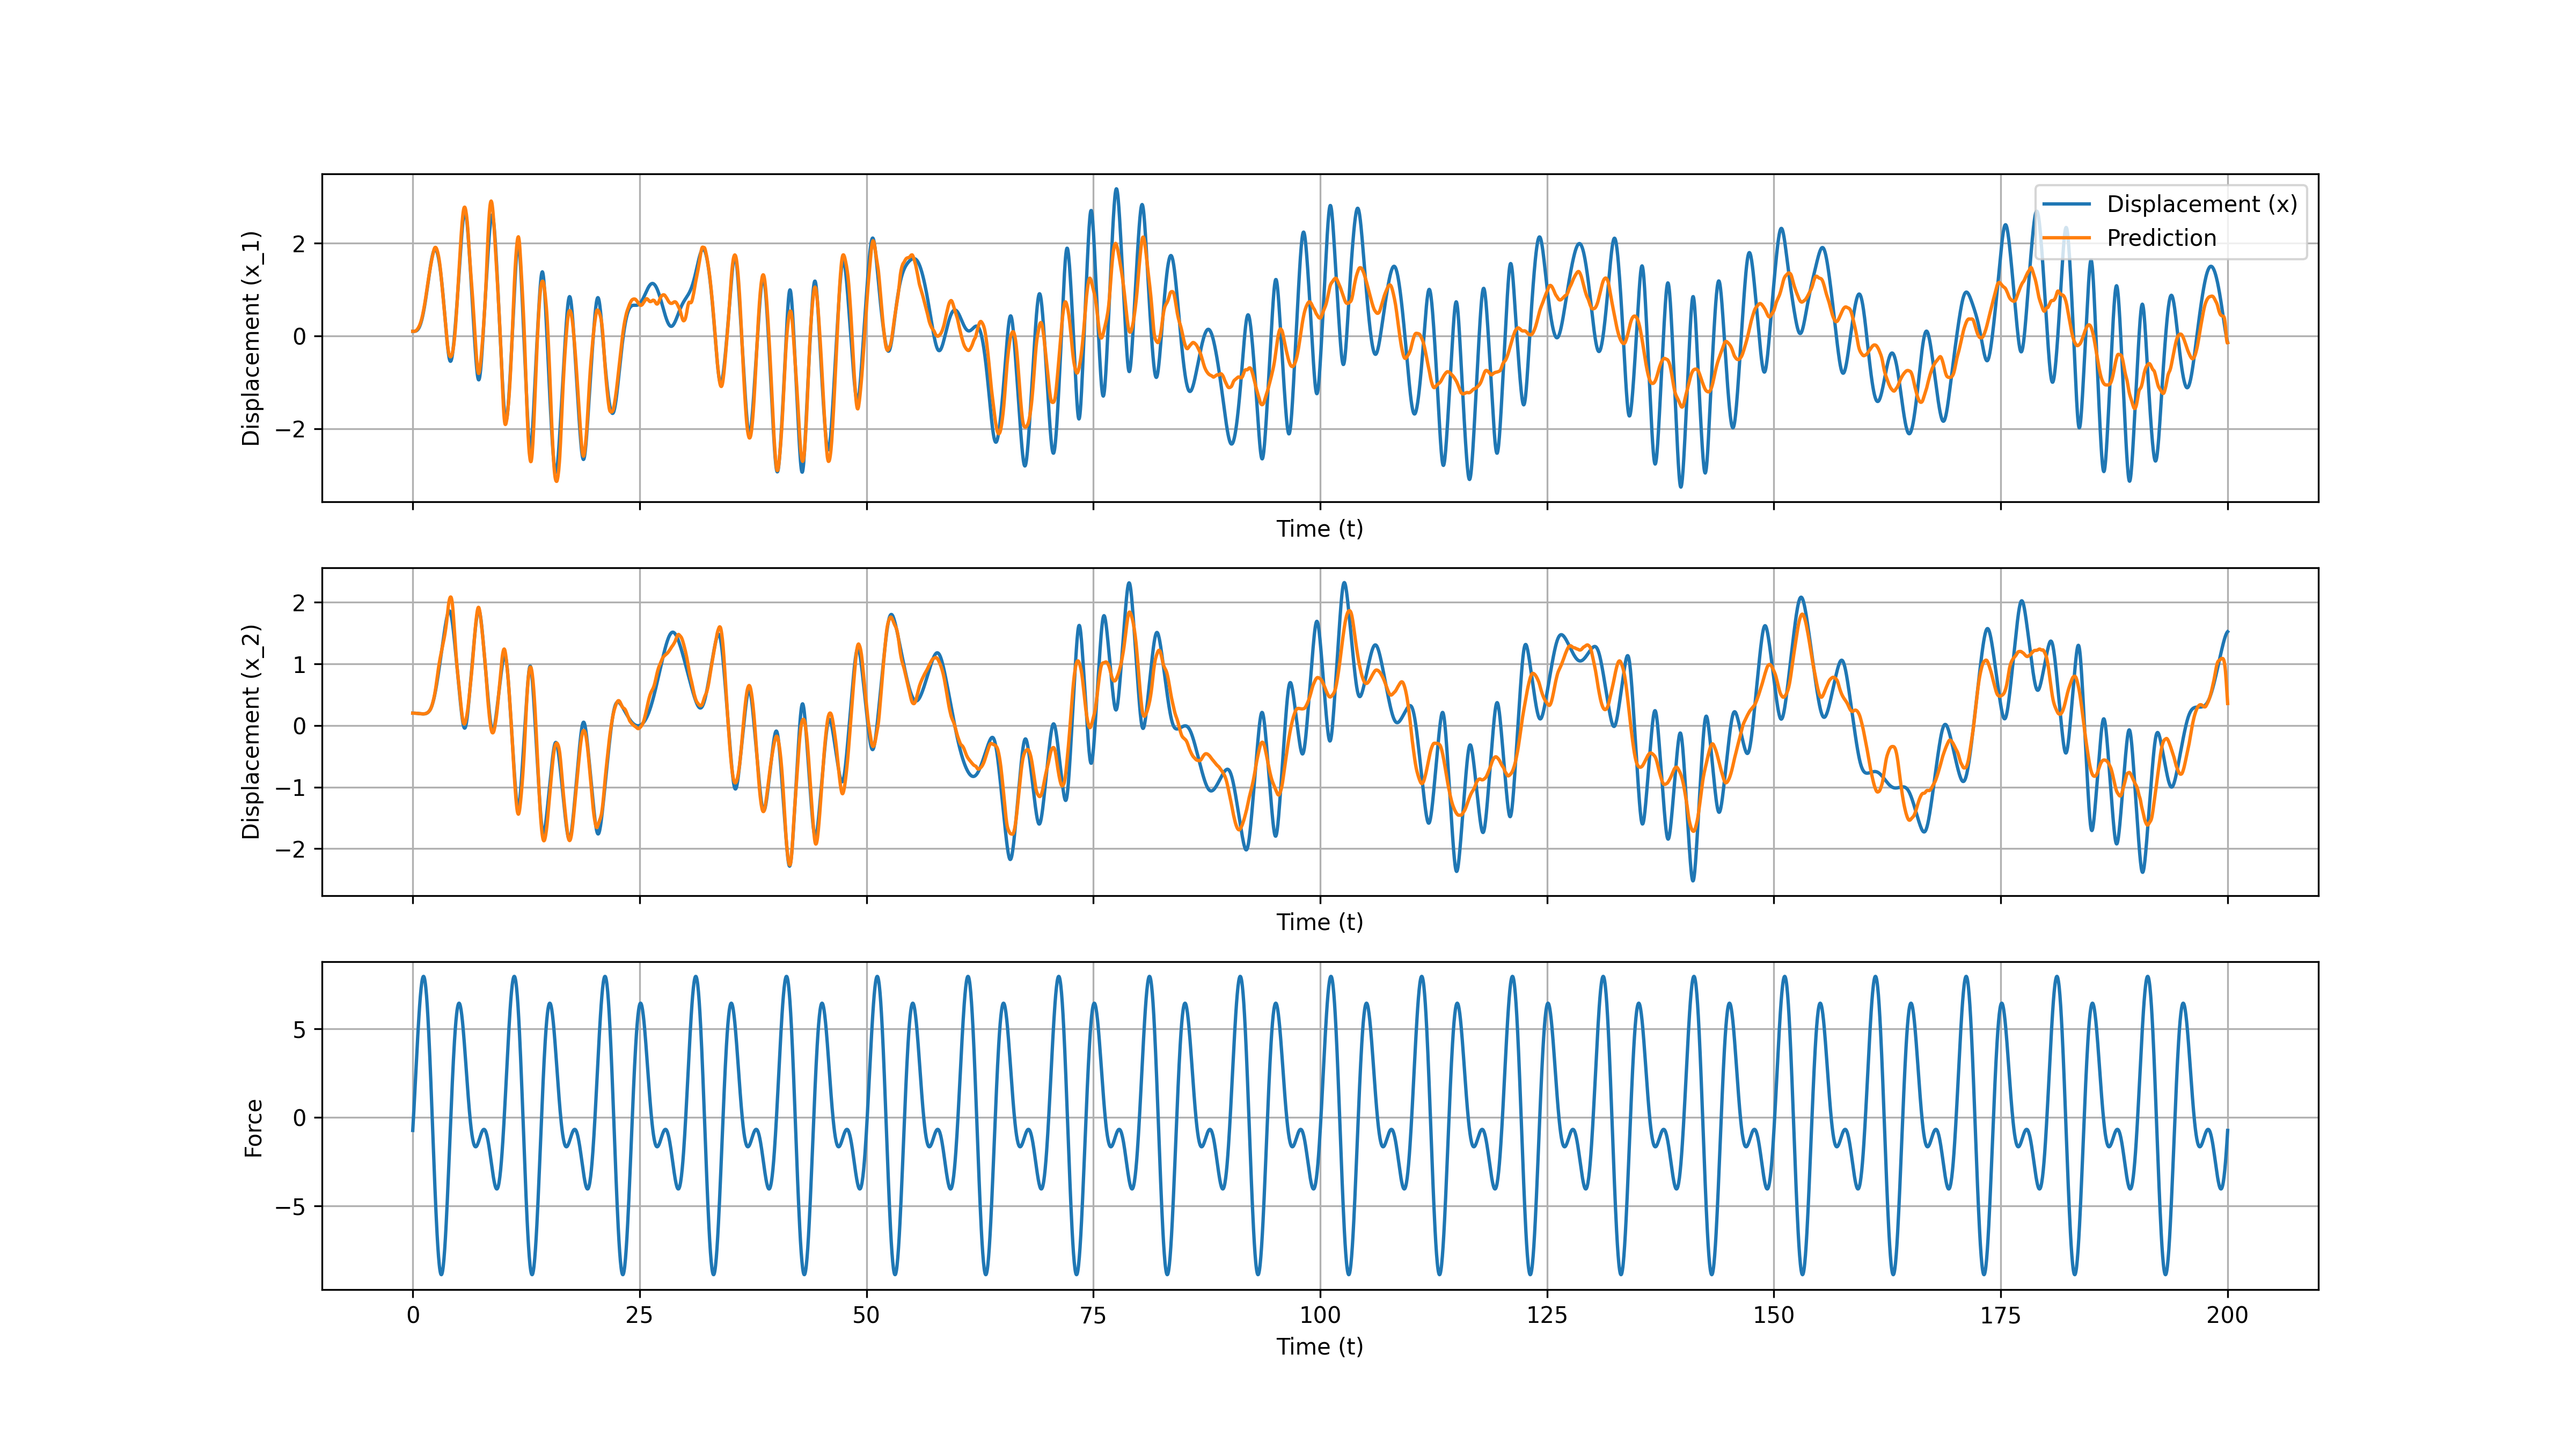 Displacement (x_1)
2
0
−2
Displacement (x)
Prediction
Time (t)
Displacement (x_2)
2
1
0
−1
−2
Time (t)
Force
5
0
−5
0 25 50 75 100 125 150 175 200
Time (t)